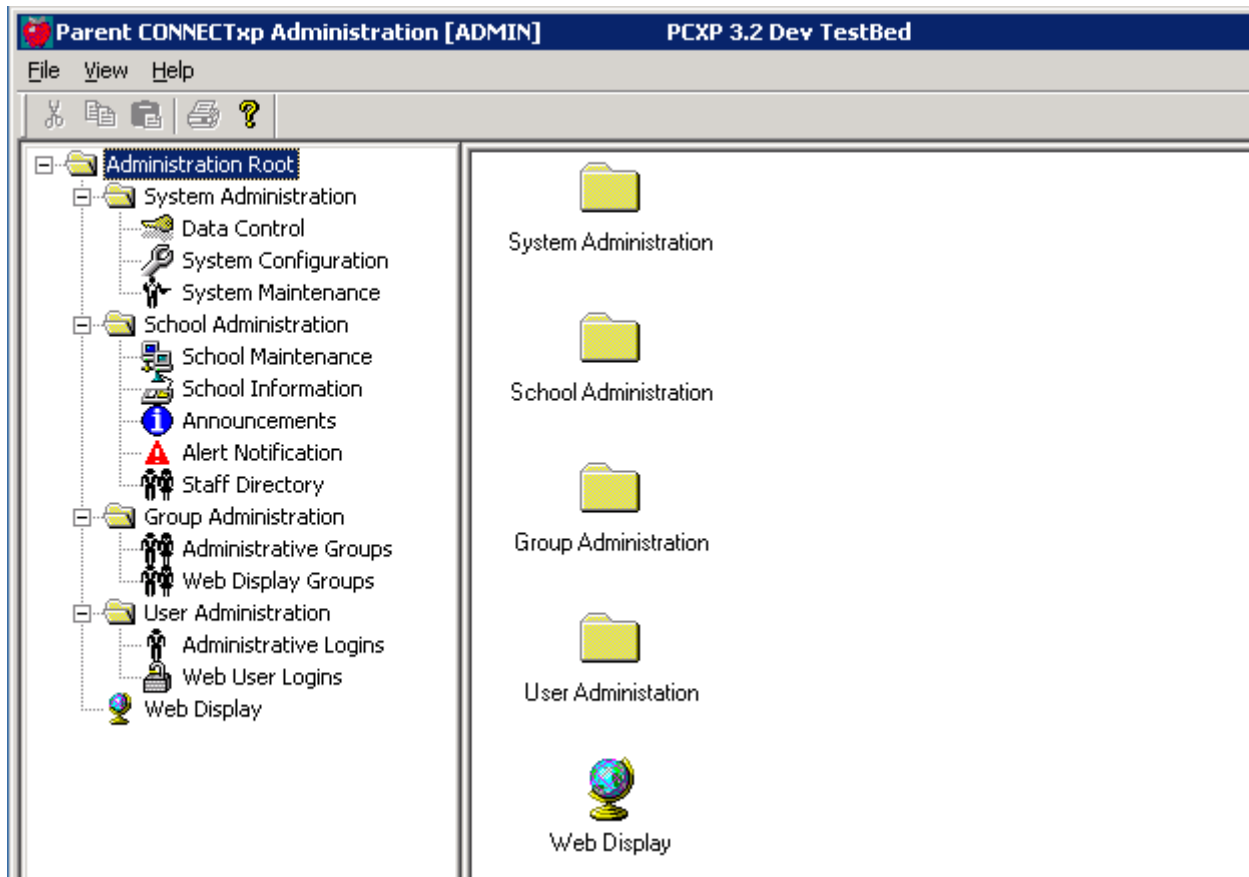 Parent CONNECTxp Administration [ADMIN] PCXP 3.2 Dev TestBed
File View Help
Administration Root
System Administration
Data Control
System Configuration
System Maintenance
School Administration
School Maintenance
School Information
Announcements
Alert Notification
Staff Directory
Group Administration
Administrative Groups
Web Display Groups
User Administration
Administrative Logins
Web User Logins
Web Display
System Administration
School Administration
Group Administration
User Administation
Web Display